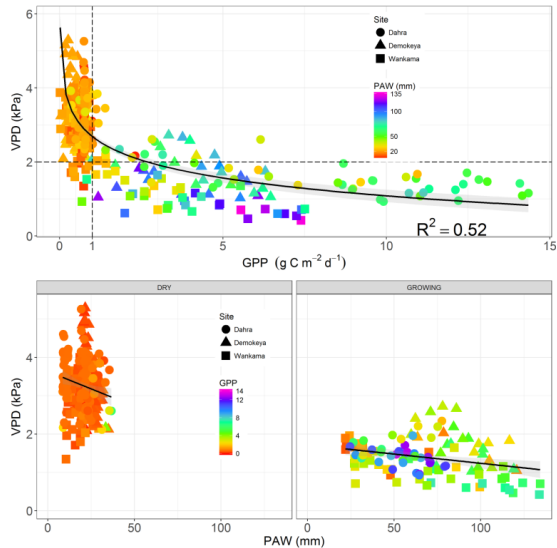 6
4
2
0
VPD (kPa)
Site
Dahra
Demokeya
Wankama
PAW (mm)
135
100
50
20
R² = 0.52
0 1 5 10 15
GPP (g C m⁻² d⁻¹)
DRY
GROWING
4
2
0
VPD (kPa)
Site
Dahra
Demokeya
Wankama
GPP
14
12
8
4
0
0 50 100
0 50 100
PAW (mm)